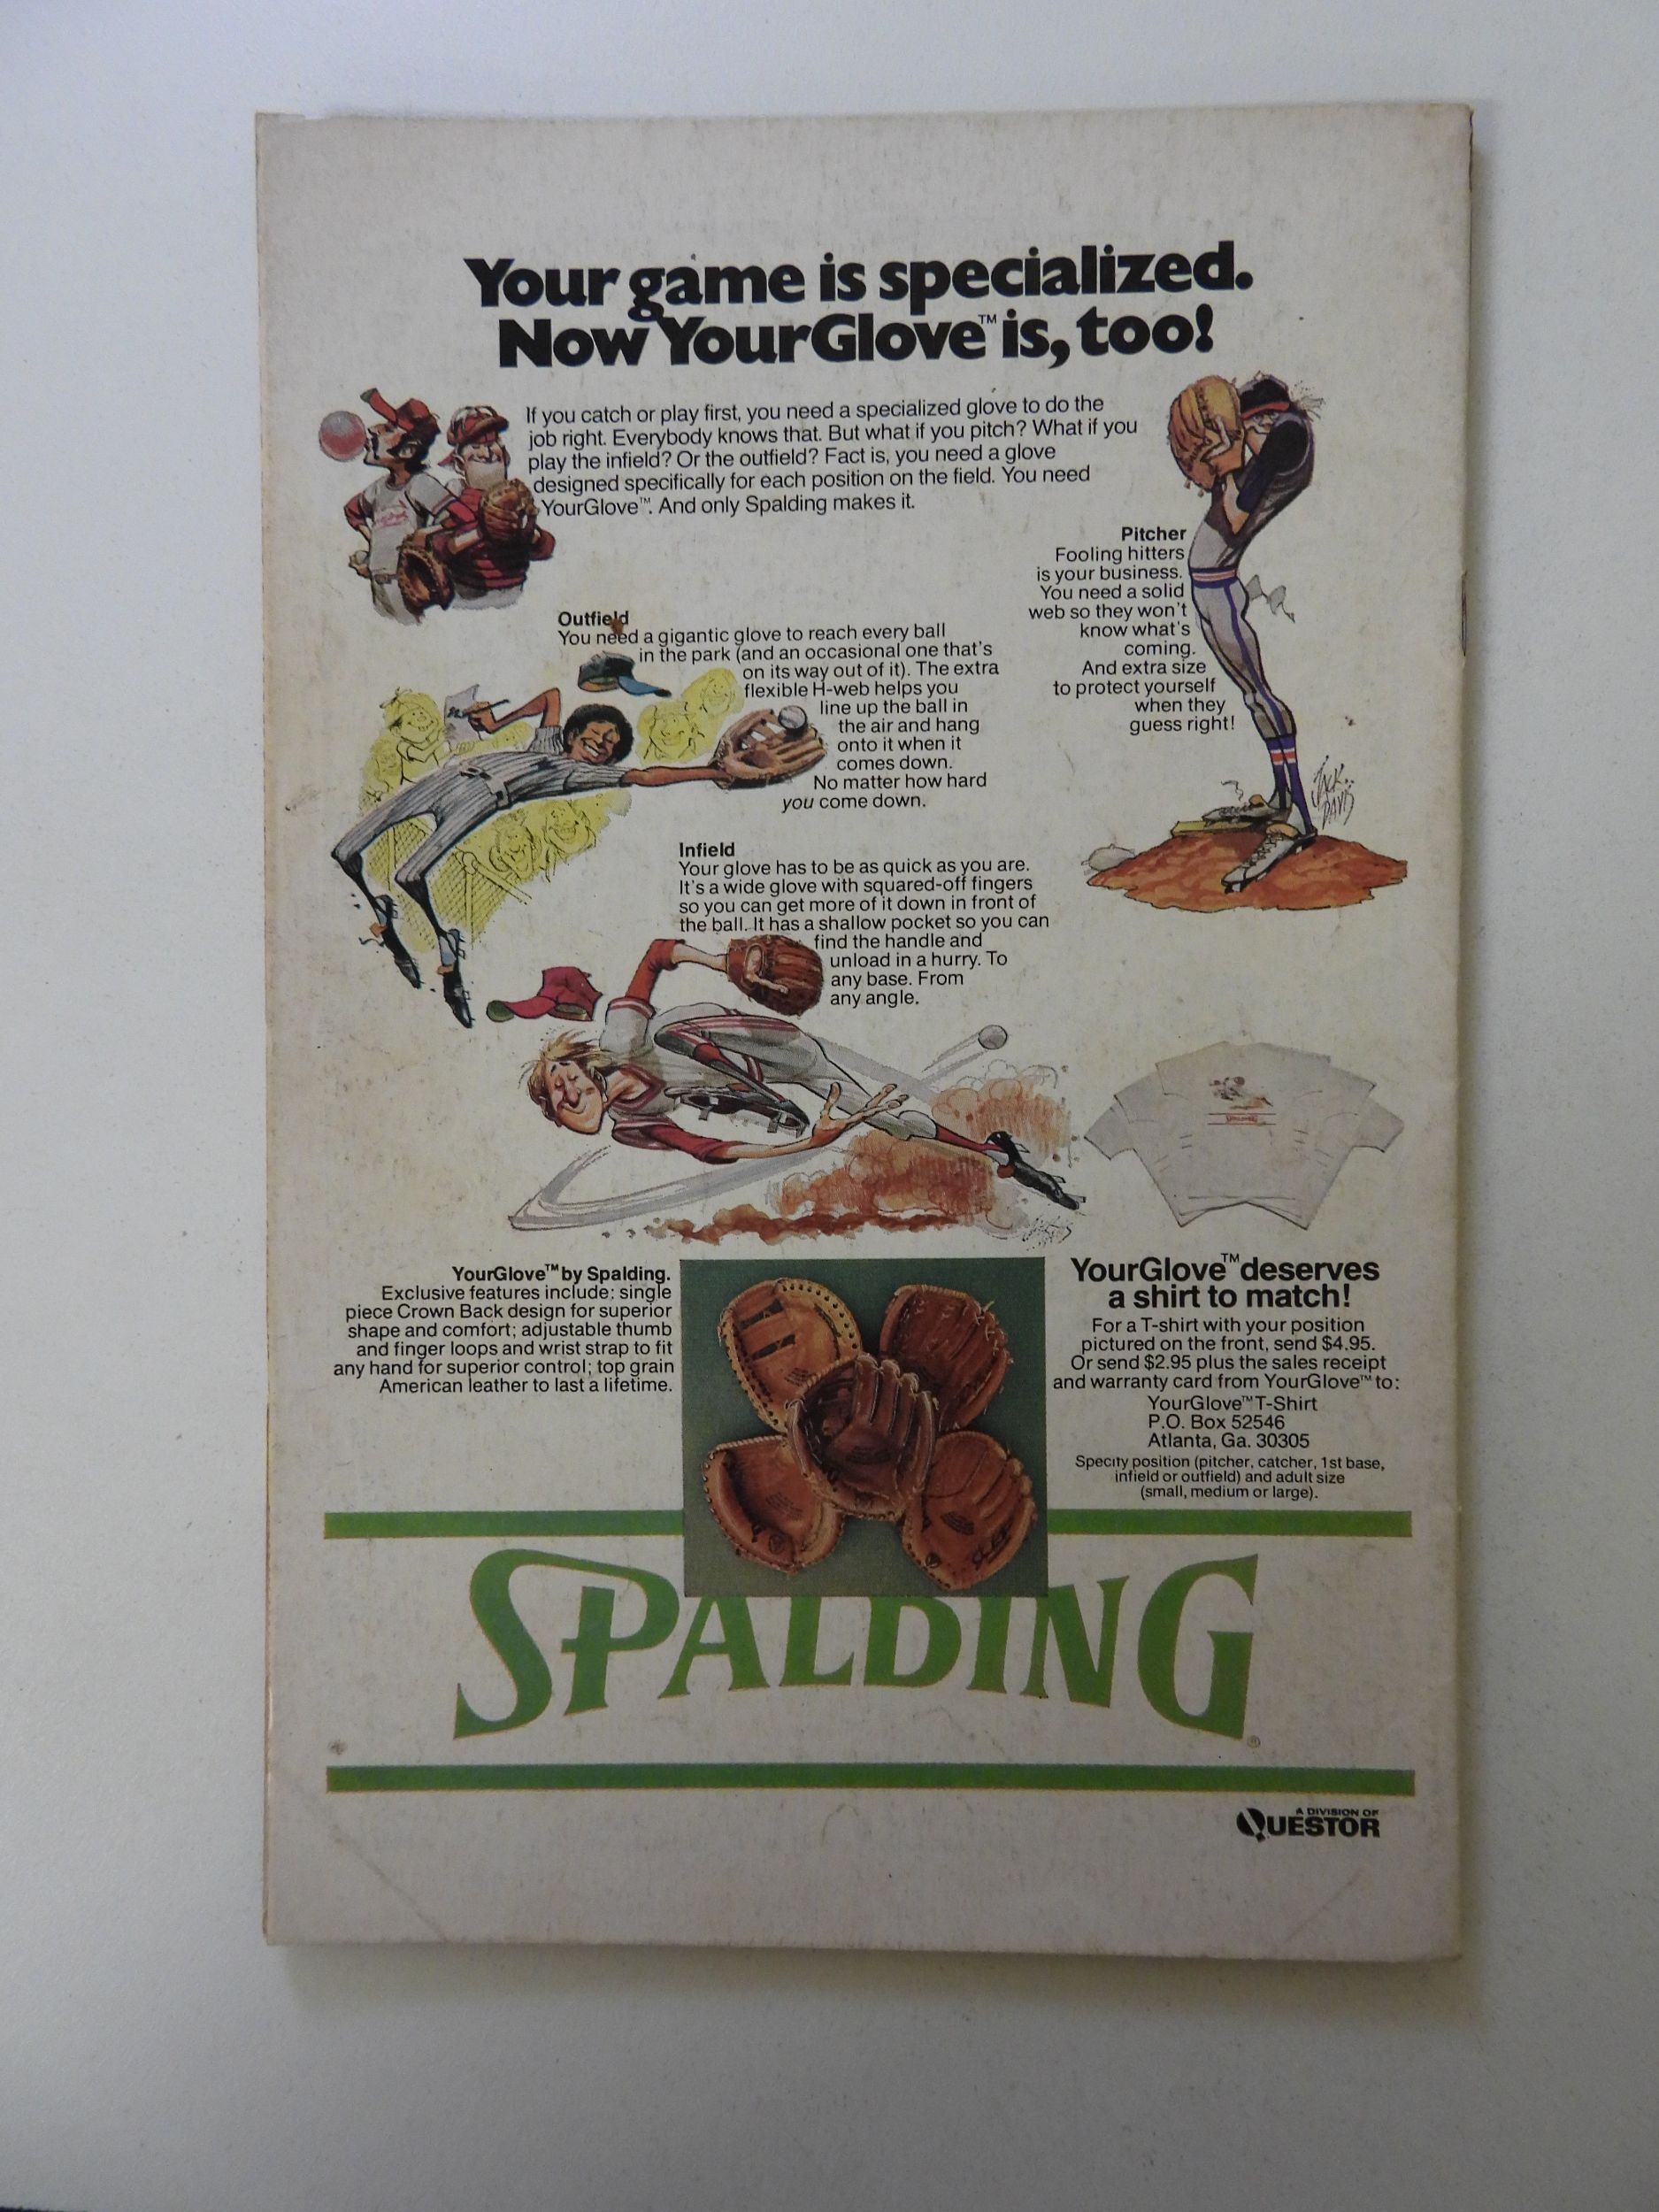 Your game is specialized.
Now YourGlove™ is, too!
If you catch or play first, you need a specialized glove to do the
job right. Everybody knows that. But what if you pitch? What if you
play the infield? Or the outfield? Fact is, you need a glove
designed specifically for each position on the field. You need
YourGlove™. And only Spalding makes it.
Pitcher
Fooling hitters
is your business.
You need a solid
web so they won't
know what's
coming.
And extra size
to protect yourself
when they
guess right!
JACK DAVIS
Outfield
You need a gigantic glove to reach every ball
in the park (and an occasional one that's
on its way out of it). The extra
flexible H-web helps you
line up the ball in
the air and hang
onto it when it
comes down.
No matter how hard
you come down.
Infield
Your glove has to be as quick as you are.
It's a wide glove with squared-off fingers
so you can get more of it down in front of
the ball. It has a shallow pocket so you can
find the handle and
unload in a hurry. To
any base. From
any angle.
YourGlove™ by Spalding.
Exclusive features include: single
piece Crown Back design for superior
shape and comfort; adjustable thumb
and finger loops and wrist strap to fit
any hand for superior control; top grain
American leather to last a lifetime.
YourGlove™ deserves
a shirt to match!
For a T-shirt with your position
pictured on the front, send $4.95.
Or send $2.95 plus the sales receipt
and warranty card from YourGlove™ to:
YourGlove™ T-Shirt
P.O. Box 52546
Atlanta, Ga. 30305
Specify position (pitcher, catcher, 1st base,
infield or outfield) and adult size
(small, medium or large).
SPALDING®
A DIVISION OF
QUESTOR